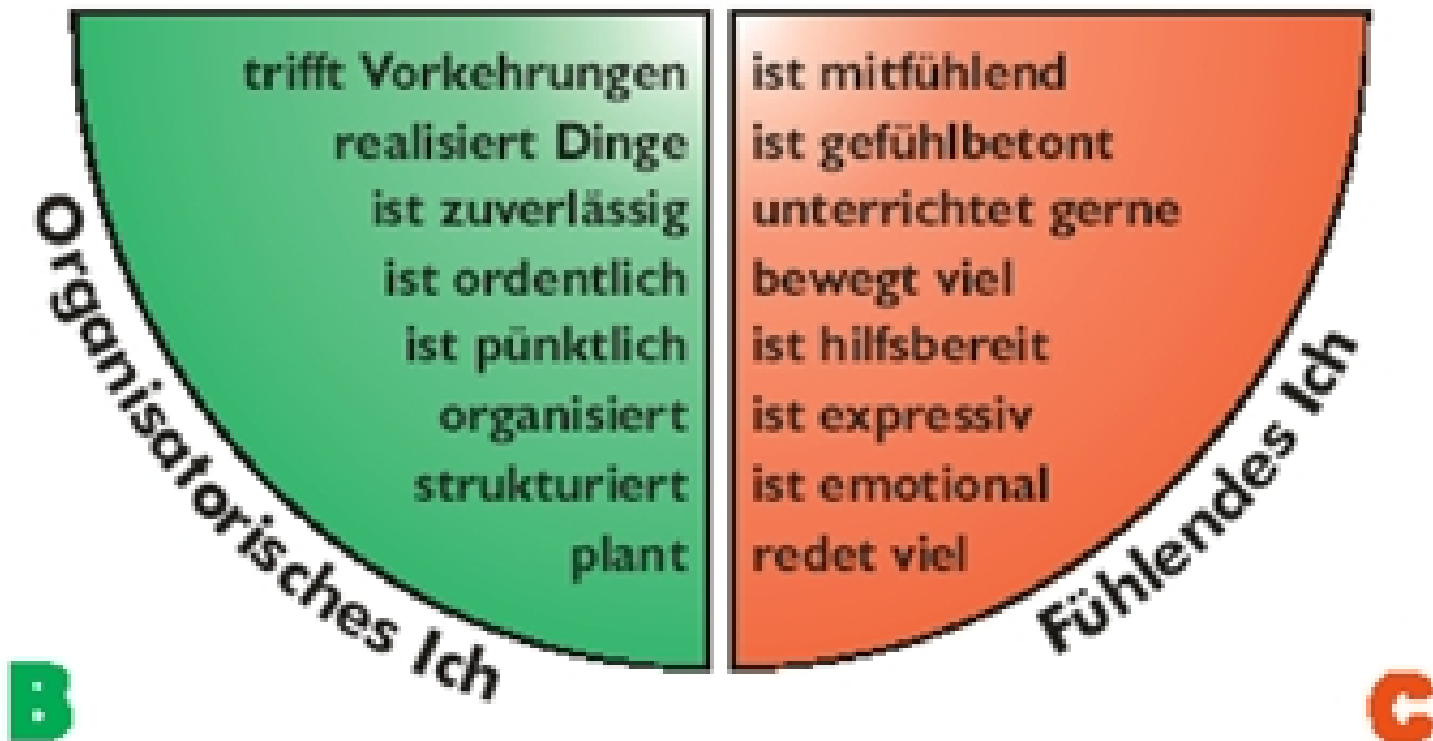 trifft Vorkehrungen
realisiert Dinge
ist zuverlässig
ist ordentlich
ist pünktlich
organisiert
strukturiert
plant
Organisatorisches Ich
B
ist mitfühlend
ist gefühlbetont
unterrichtet gerne
bewegt viel
ist hilfsbereit
ist expressiv
ist emotional
redet viel
Fühlendes Ich
C